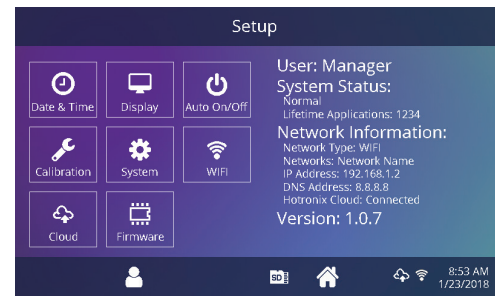 Setup
Date & Time
Display
Auto On/Off
Calibration
System
WIFI
Cloud
Firmware
User: Manager
System Status:
Normal
Lifetime Applications: 1234
Network Information:
Network Type: WIFI
Networks: Network Name
IP Address: 192.168.1.2
DNS Address: 8.8.8.8
Hotronix Cloud: Connected
Version: 1.0.7
SD
8:53 AM
1/23/2018